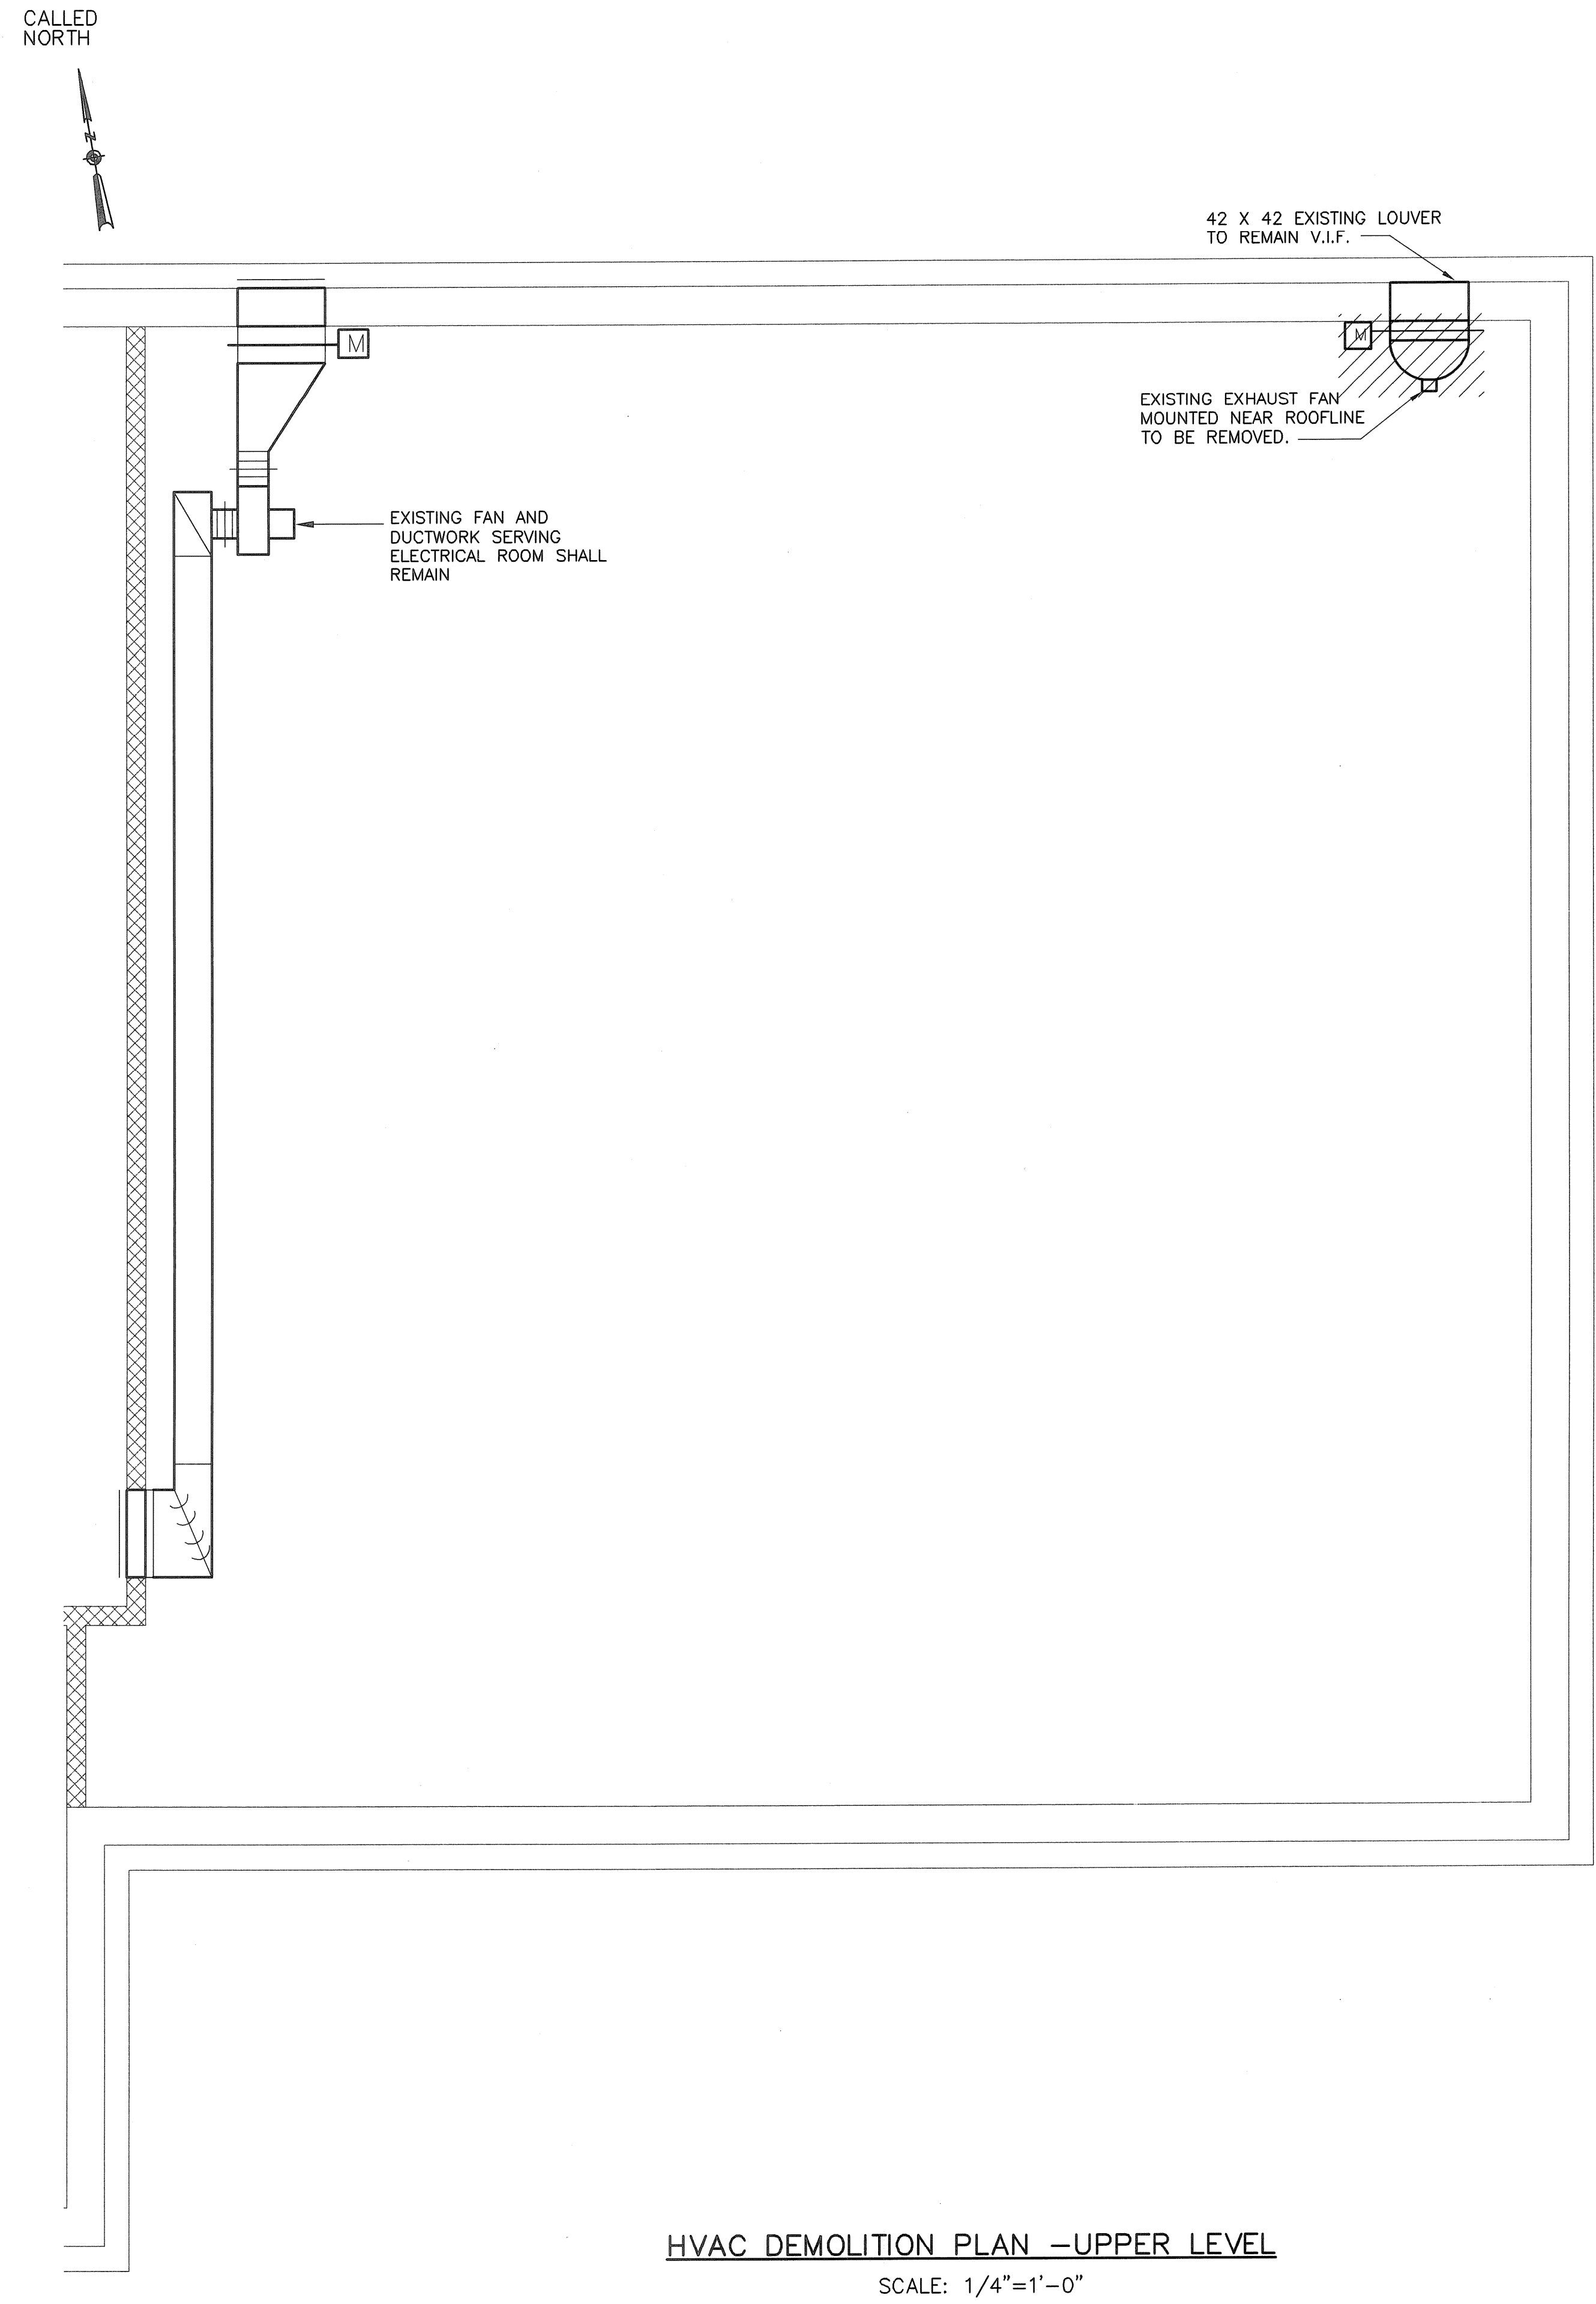 CALLED
NORTH
N
42 X 42 EXISTING LOUVER
TO REMAIN V.I.F.
M
M
EXISTING EXHAUST FAN
MOUNTED NEAR ROOFLINE
TO BE REMOVED.
EXISTING FAN AND
DUCTWORK SERVING
ELECTRICAL ROOM SHALL
REMAIN
HVAC DEMOLITION PLAN -UPPER LEVEL
SCALE: 1/4"=1'-0"